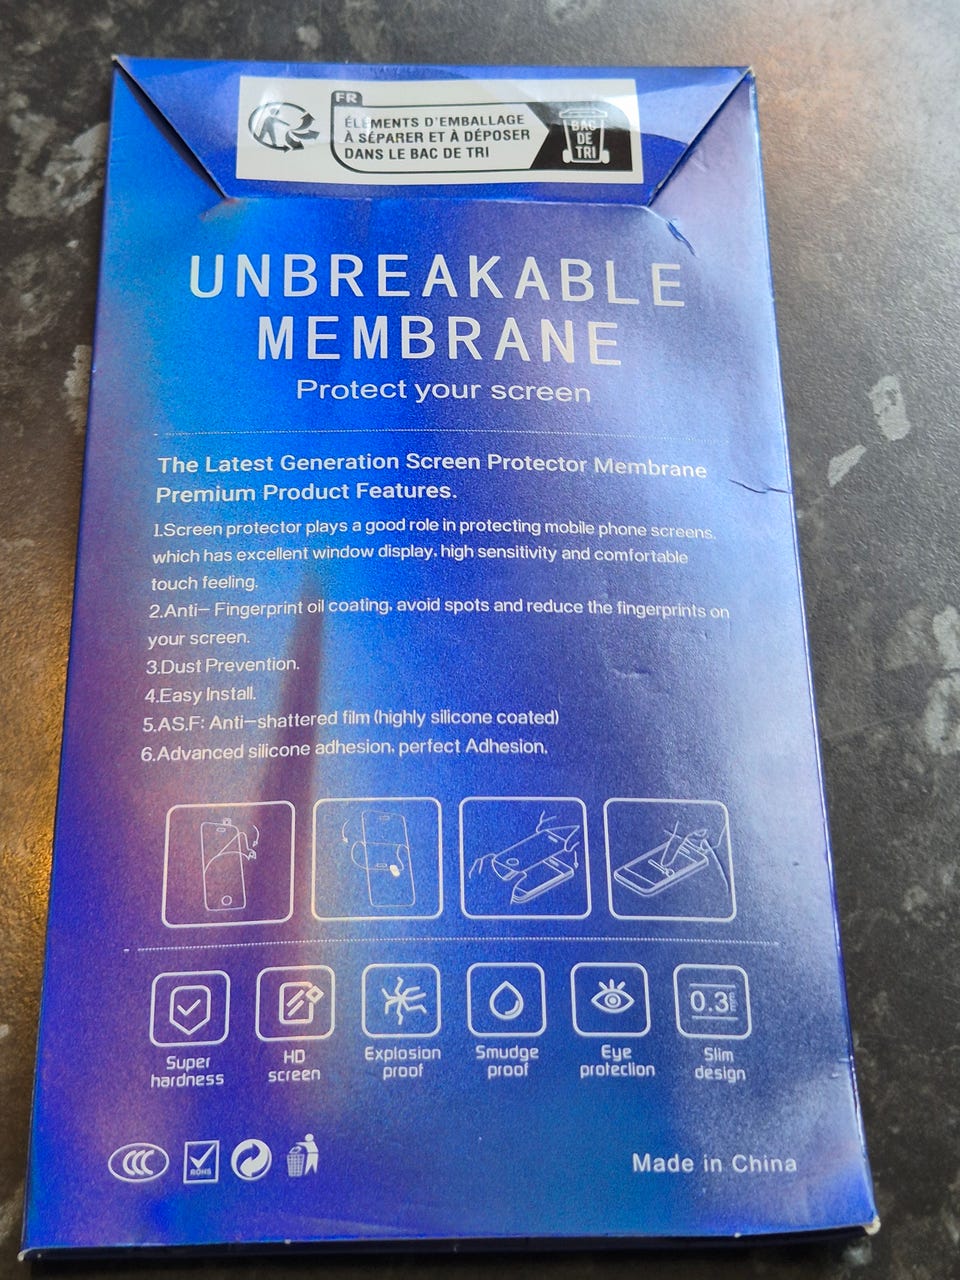 FR
ÉLÉMENTS D'EMBALLAGE
À SÉPARER ET À DÉPOSER
DANS LE BAC DE TRI
BAC
DE
TRI
UNBREAKABLE
MEMBRANE
Protect your screen
The Latest Generation Screen Protector Membrane
Premium Product Features.
1.Screen protector plays a good role in protecting mobile phone screens,
which has excellent window display, high sensitivity and comfortable
touch feeling.
2.Anti- Fingerprint oil coating, avoid spots and reduce the fingerprints on
your screen.
3.Dust Prevention.
4.Easy Install.
5.AS.F: Anti-shattered film (highly silicone coated)
6.Advanced silicone adhesion, perfect Adhesion,
0.3
Super
hardness
HD
screen
Explosion
proof
Smudge
proof
Eye
protection
Slim
design
CCC
ROHS
Made in China